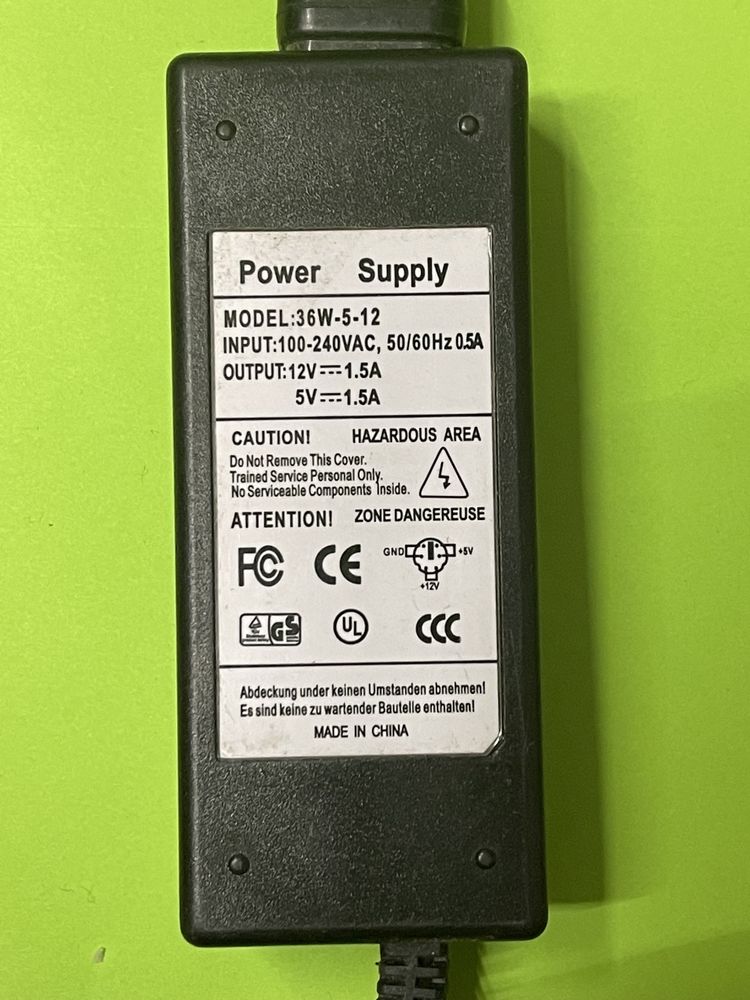 Power Supply
MODEL:36W-5-12
INPUT:100-240VAC, 50/60Hz 0.5A
OUTPUT:12V⎓1.5A
5V⎓1.5A
CAUTION! HAZARDOUS AREA
Do Not Remove This Cover.
Trained Service Personal Only.
No Serviceable Components Inside.
ATTENTION! ZONE DANGEREUSE
FC CE GND +5V
+12V
GS UL CCC
Abdeckung under keinen Umstanden abnehmen!
Es sind keine zu wartender Bautelle enthalten!
MADE IN CHINA